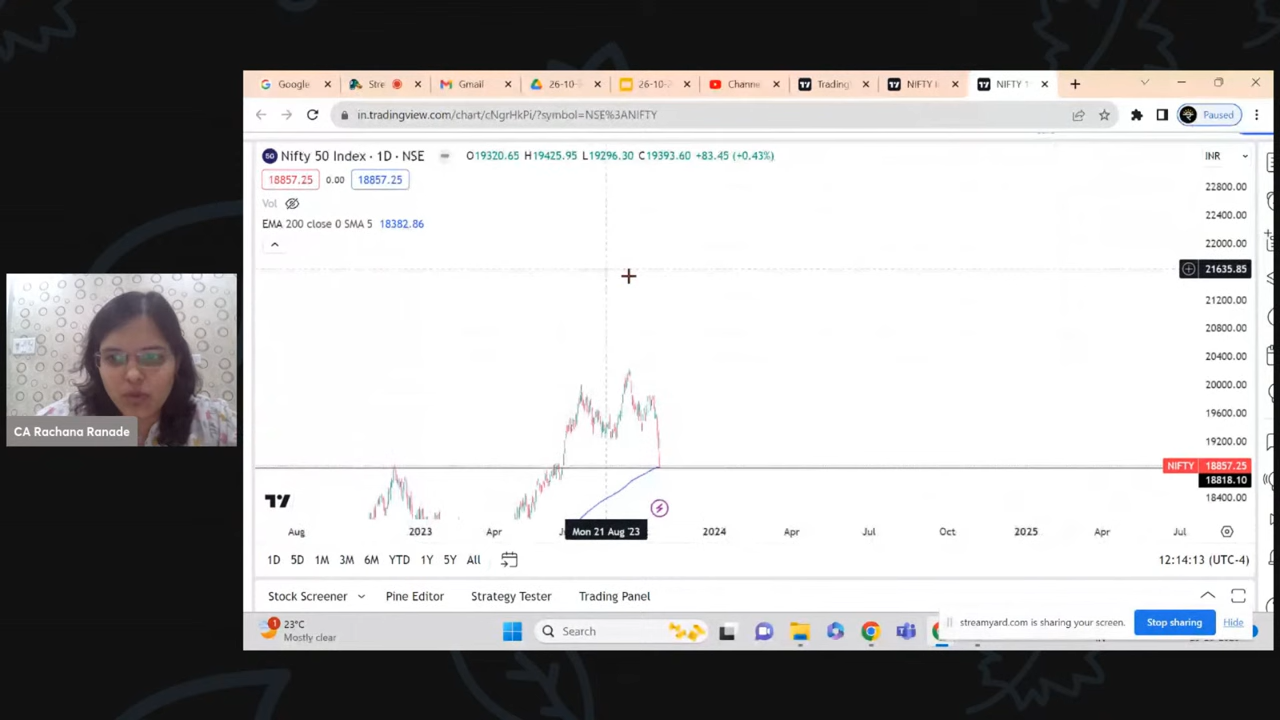 Google
Stre
Gmail
26-10-
26-10-2
Channe
Trading
NIFTY
NIFTY 1
in.tradingview.com/chart/cNgrHkPi/?symbol=NSE%3ANIFTY
Paused
50 Nifty 50 Index · 1D · NSE
O19320.65 H19425.95 L19296.30 C19393.60 +83.45 (+0.43%)
INR
18857.25 0.00 18857.25
Vol
EMA 200 close 0 SMA 5 18382.86
22800.00
22400.00
22000.00
21635.85
21200.00
20800.00
20400.00
20000.00
19600.00
19200.00
NIFTY 18857.25
18818.10
18400.00
CA Rachana Ranade
Aug 2023 Apr Mon 21 Aug '23 2024 Apr Jul Oct 2025 Apr Jul
1D 5D 1M 3M 6M YTD 1Y 5Y All
12:14:13 (UTC-4)
Stock Screener Pine Editor Strategy Tester Trading Panel
1
23°C
Mostly clear
Search
streamyard.com is sharing your screen.
Stop sharing
Hide